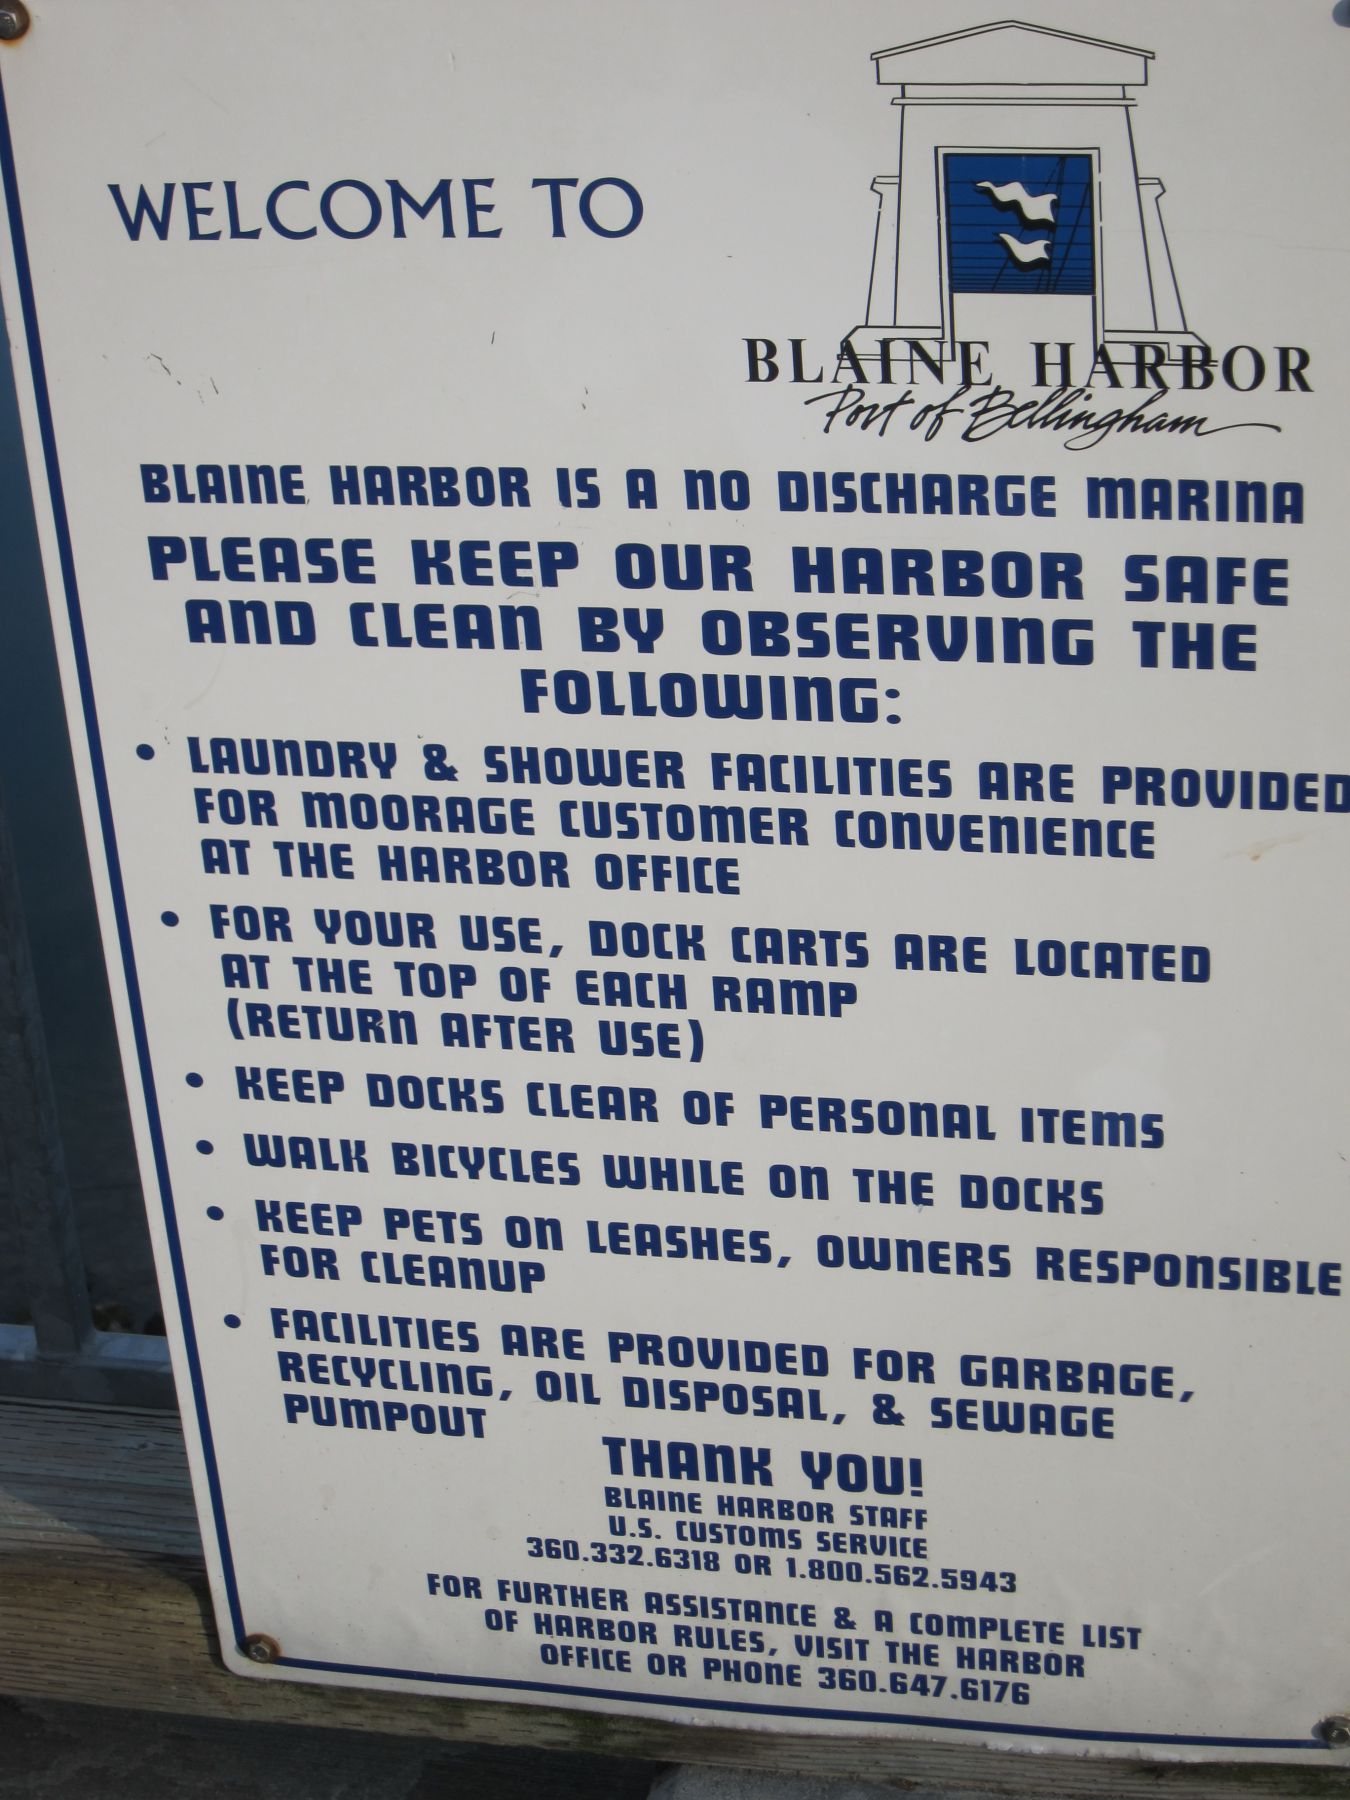 WELCOME TO
BLAINE HARBOR
Port of Bellingham
BLAINE HARBOR IS A NO DISCHARGE MARINA
PLEASE KEEP OUR HARBOR SAFE
AND CLEAN BY OBSERVING THE
FOLLOWING:
• LAUNDRY & SHOWER FACILITIES ARE PROVIDED
FOR MOORAGE CUSTOMER CONVENIENCE
AT THE HARBOR OFFICE
• FOR YOUR USE, DOCK CARTS ARE LOCATED
AT THE TOP OF EACH RAMP
(RETURN AFTER USE)
• KEEP DOCKS CLEAR OF PERSONAL ITEMS
• WALK BICYCLES WHILE ON THE DOCKS
• KEEP PETS ON LEASHES, OWNERS RESPONSIBLE
FOR CLEANUP
• FACILITIES ARE PROVIDED FOR GARBAGE,
RECYCLING, OIL DISPOSAL, & SEWAGE
PUMPOUT
THANK YOU!
BLAINE HARBOR STAFF
U.S. CUSTOMS SERVICE
360.332.6318 OR 1.800.562.5943
FOR FURTHER ASSISTANCE & A COMPLETE LIST
OF HARBOR RULES, VISIT THE HARBOR
OFFICE OR PHONE 360.647.6176